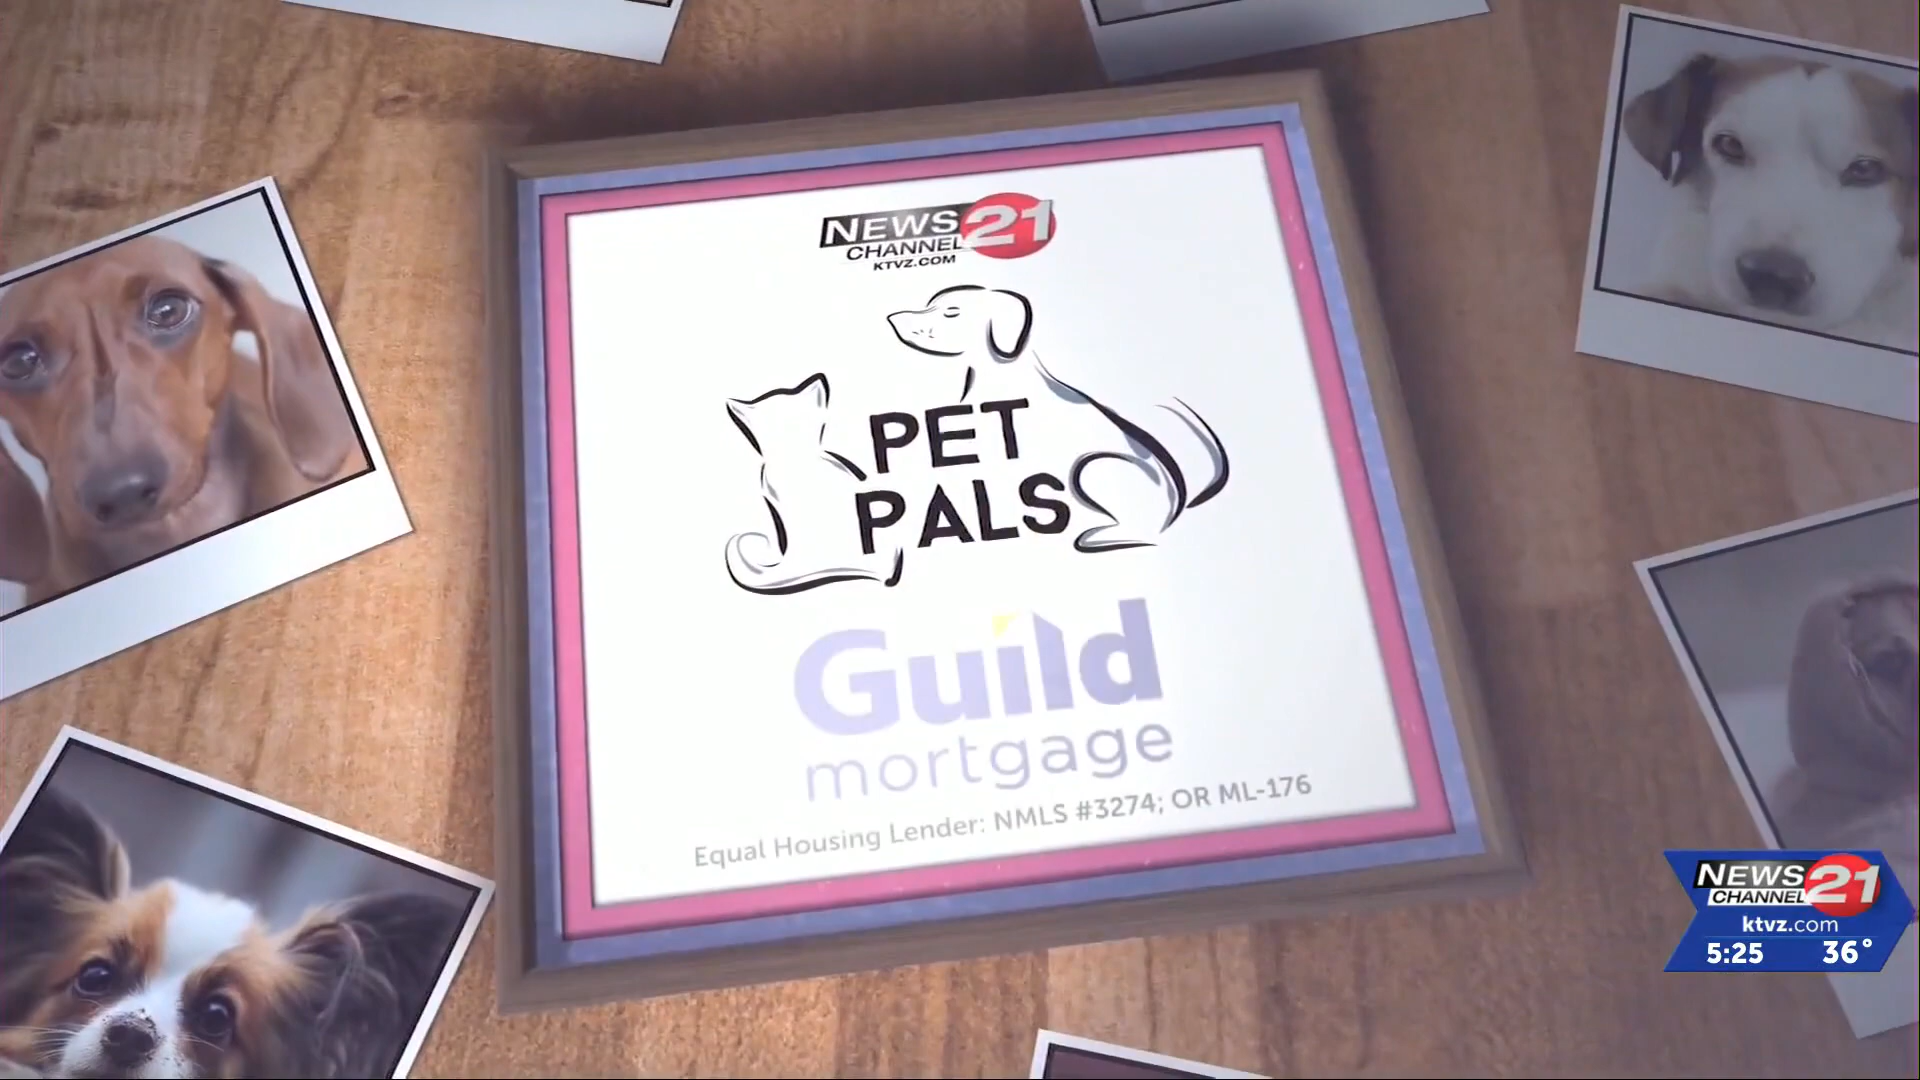 NEWS 21
CHANNEL
KTVZ.COM
PET
PALS
Guild
mortgage
Equal Housing Lender: NMLS #3274; OR ML-176
NEWS 21
CHANNEL
ktvz.com
5:25 36°